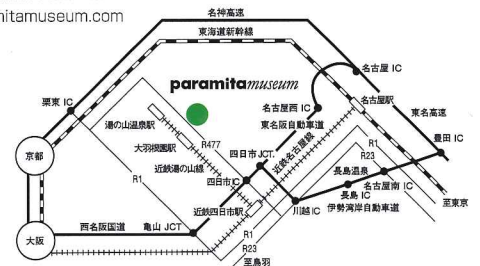 mitamuseum.com
名神高速
東海道新幹線
名古屋 IC
paramitamuseum
栗東 IC
名古屋駅
名古屋西 IC
湯の山温泉駅
東名高速
東名阪自動車道
大羽根園駅
R477
豊田 IC
京都
R1
近鉄湯の山線
四日市 JCT.
近鉄名古屋線
R23
長島温泉
R1
四日市 IC
名古屋南 IC
長島 IC
至東京
近鉄四日市駅
川越 IC
伊勢湾岸自動車道
西名阪国道
亀山 JCT
大阪
R1
R23
至鳥羽